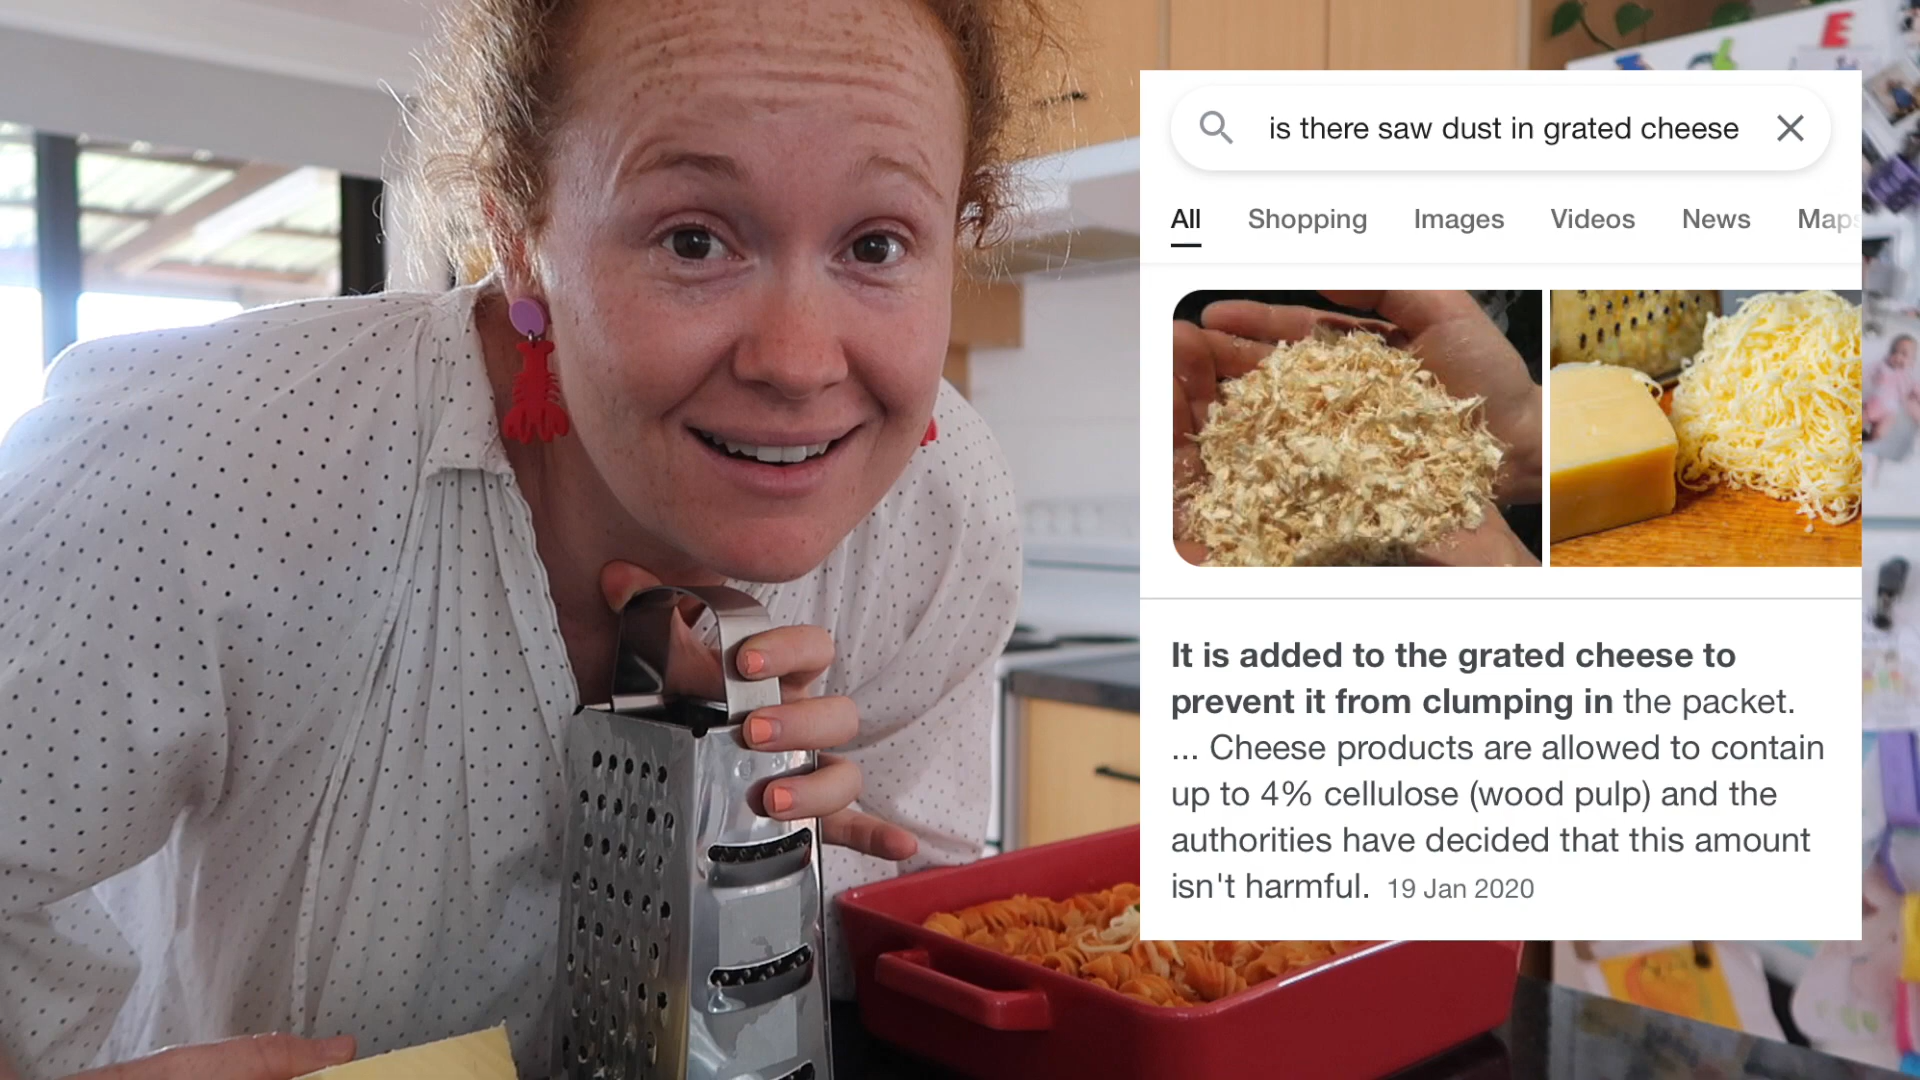 is there saw dust in grated cheese
All Shopping Images Videos News Maps
It is added to the grated cheese to
prevent it from clumping in the packet.
... Cheese products are allowed to contain
up to 4% cellulose (wood pulp) and the
authorities have decided that this amount
isn't harmful. 19 Jan 2020
E